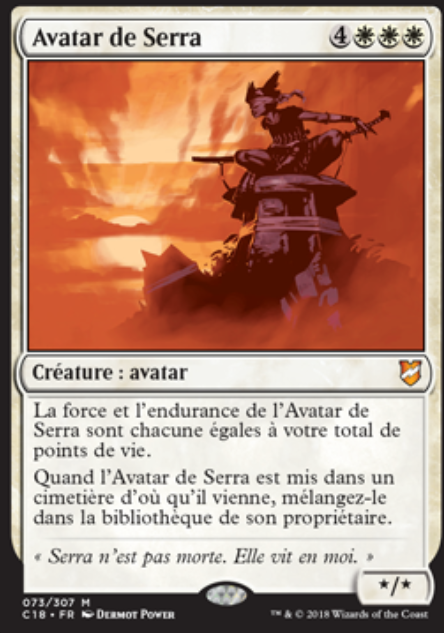 Avatar de Serra 4
Créature : avatar
La force et l'endurance de l'Avatar de
Serra sont chacune égales à votre total de
points de vie.
Quand l'Avatar de Serra est mis dans un
cimetière d'où qu'il vienne, mélangez-le
dans la bibliothèque de son propriétaire.
« Serra n'est pas morte. Elle vit en moi. »
*/*
073/307 M
C18 • FR Dermot Power
™ & © 2018 Wizards of the Coast